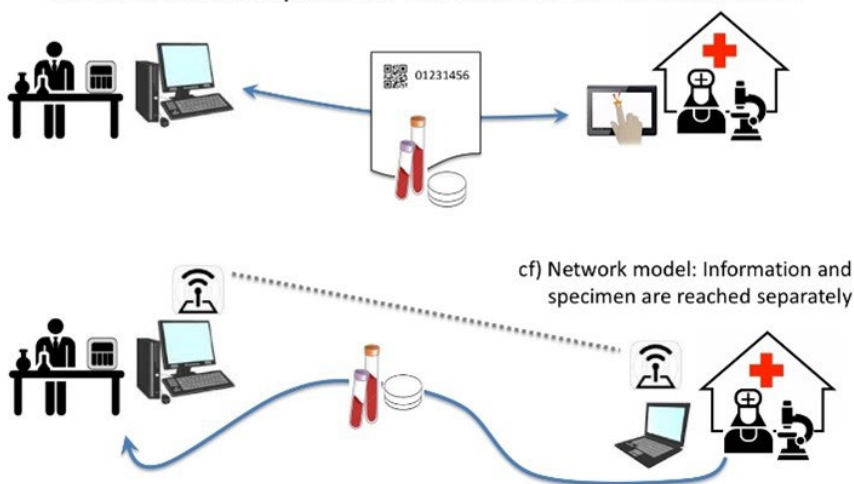 01231456
cf) Network model: Information and
specimen are reached separately